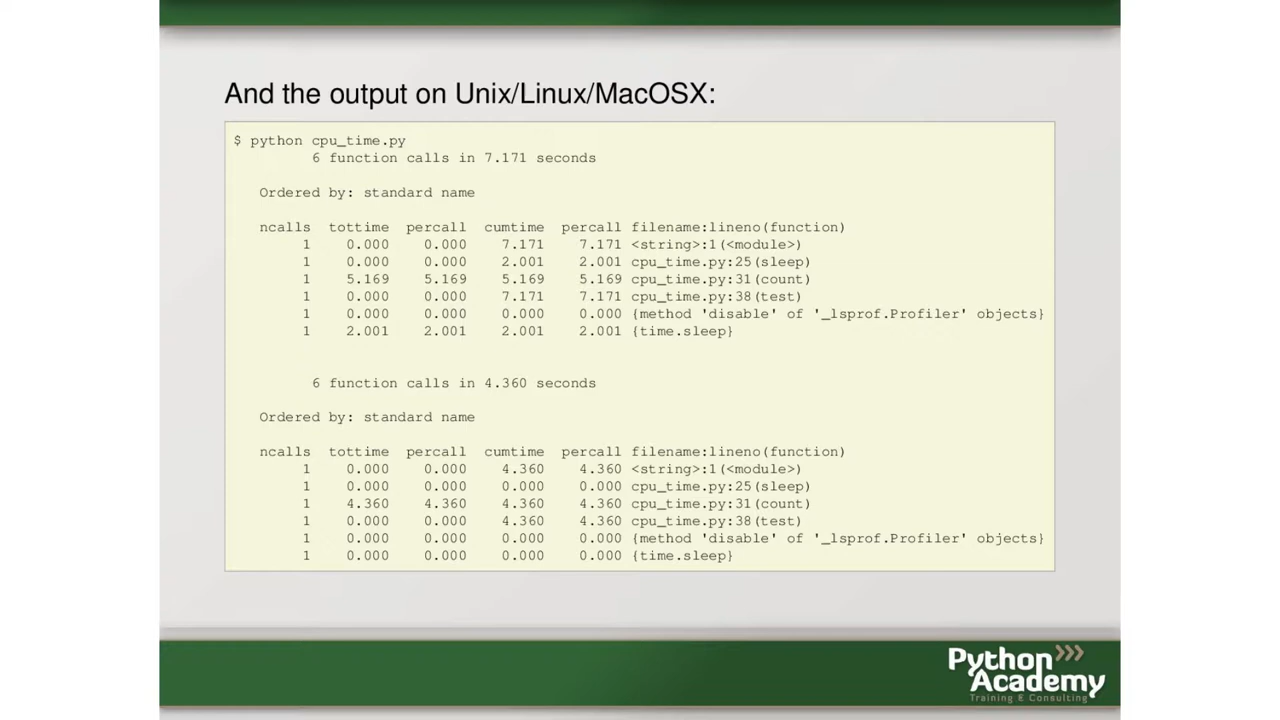 And the output on Unix/Linux/MacOSX:
$ python cpu_time.py
         6 function calls in 7.171 seconds
   Ordered by: standard name
   ncalls  tottime  percall  cumtime  percall filename:lineno(function)
        1    0.000    0.000    7.171    7.171 <string>:1(<module>)
        1    0.000    0.000    2.001    2.001 cpu_time.py:25(sleep)
        1    5.169    5.169    5.169    5.169 cpu_time.py:31(count)
        1    0.000    0.000    7.171    7.171 cpu_time.py:38(test)
        1    0.000    0.000    0.000    0.000 {method 'disable' of '_lsprof.Profiler' objects}
        1    2.001    2.001    2.001    2.001 {time.sleep}
         6 function calls in 4.360 seconds
   Ordered by: standard name
   ncalls  tottime  percall  cumtime  percall filename:lineno(function)
        1    0.000    0.000    4.360    4.360 <string>:1(<module>)
        1    0.000    0.000    0.000    0.000 cpu_time.py:25(sleep)
        1    4.360    4.360    4.360    4.360 cpu_time.py:31(count)
        1    0.000    0.000    4.360    4.360 cpu_time.py:38(test)
        1    0.000    0.000    0.000    0.000 {method 'disable' of '_lsprof.Profiler' objects}
        1    0.000    0.000    0.000    0.000 {time.sleep}
Python
Academy
Training & Consulting